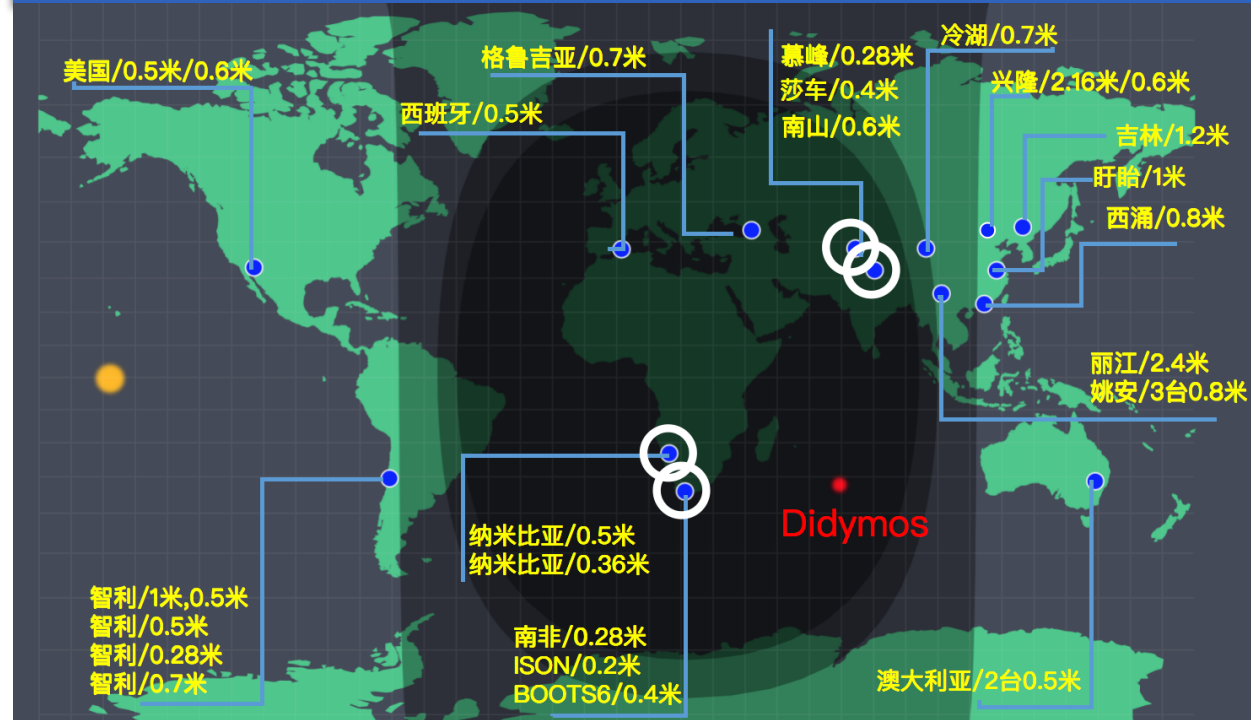 美国/0.5米/0.6米
格鲁吉亚/0.7米
西班牙/0.5米
慕峰/0.28米
莎车/0.4米
南山/0.6米
冷湖/0.7米
兴隆/2.16米/0.6米
吉林/1.2米
盱眙/1米
西涌/0.8米
丽江/2.4米
姚安/3台0.8米
Didymos
纳米比亚/0.5米
纳米比亚/0.36米
智利/1米,0.5米
智利/0.5米
智利/0.28米
智利/0.7米
南非/0.28米
ISON/0.2米
BOOTS6/0.4米
澳大利亚/2台0.5米